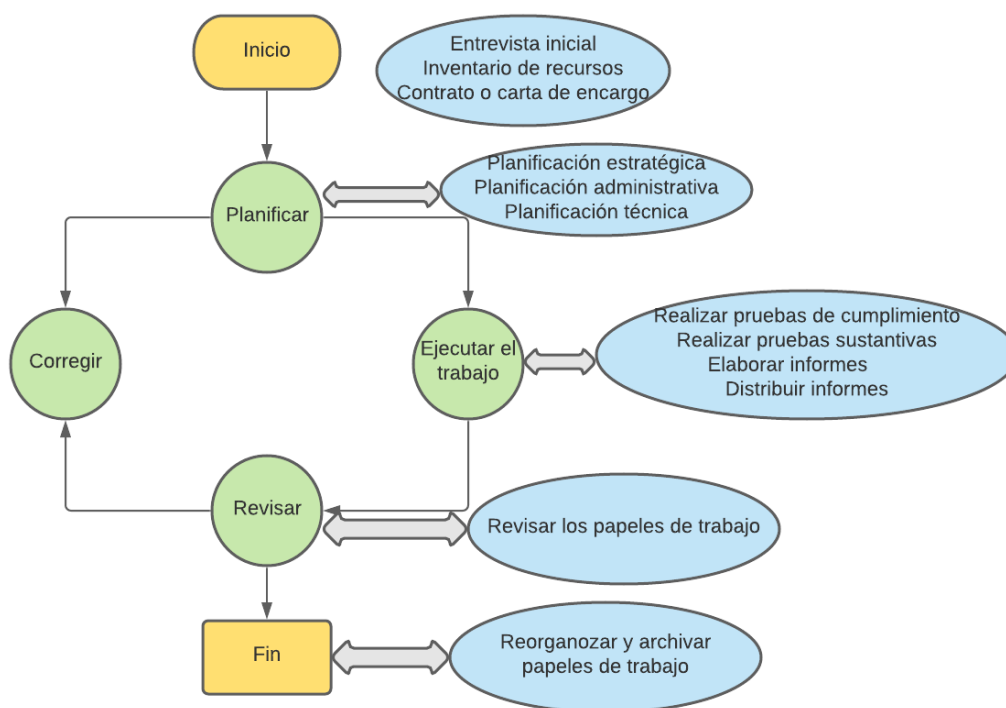 Inicio
Entrevista inicial
Inventario de recursos
Contrato o carta de encargo
Planificar
Planificación estratégica
Planificación administrativa
Planificación técnica
Corregir
Ejecutar el
trabajo
Realizar pruebas de cumplimiento
Realizar pruebas sustantivas
Elaborar informes
Distribuir informes
Revisar
Revisar los papeles de trabajo
Fin
Reorganozar y archivar
papeles de trabajo